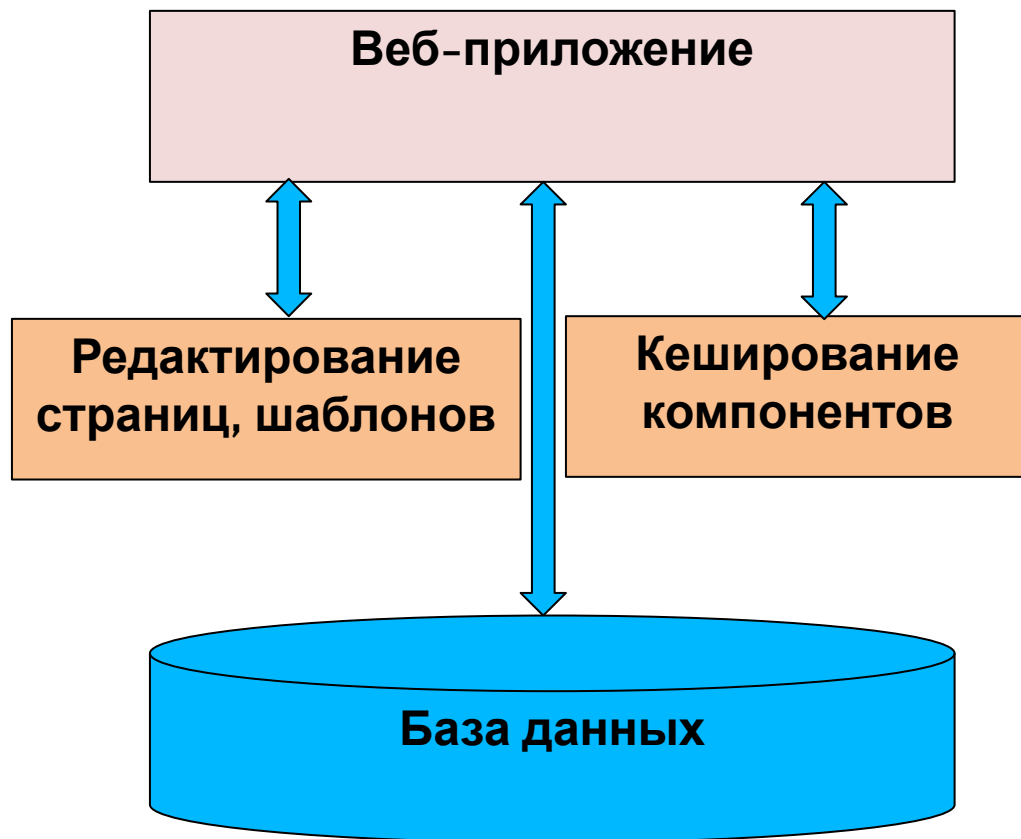 Веб-приложение
Редактирование
страниц, шаблонов
Кеширование
компонентов
База данных